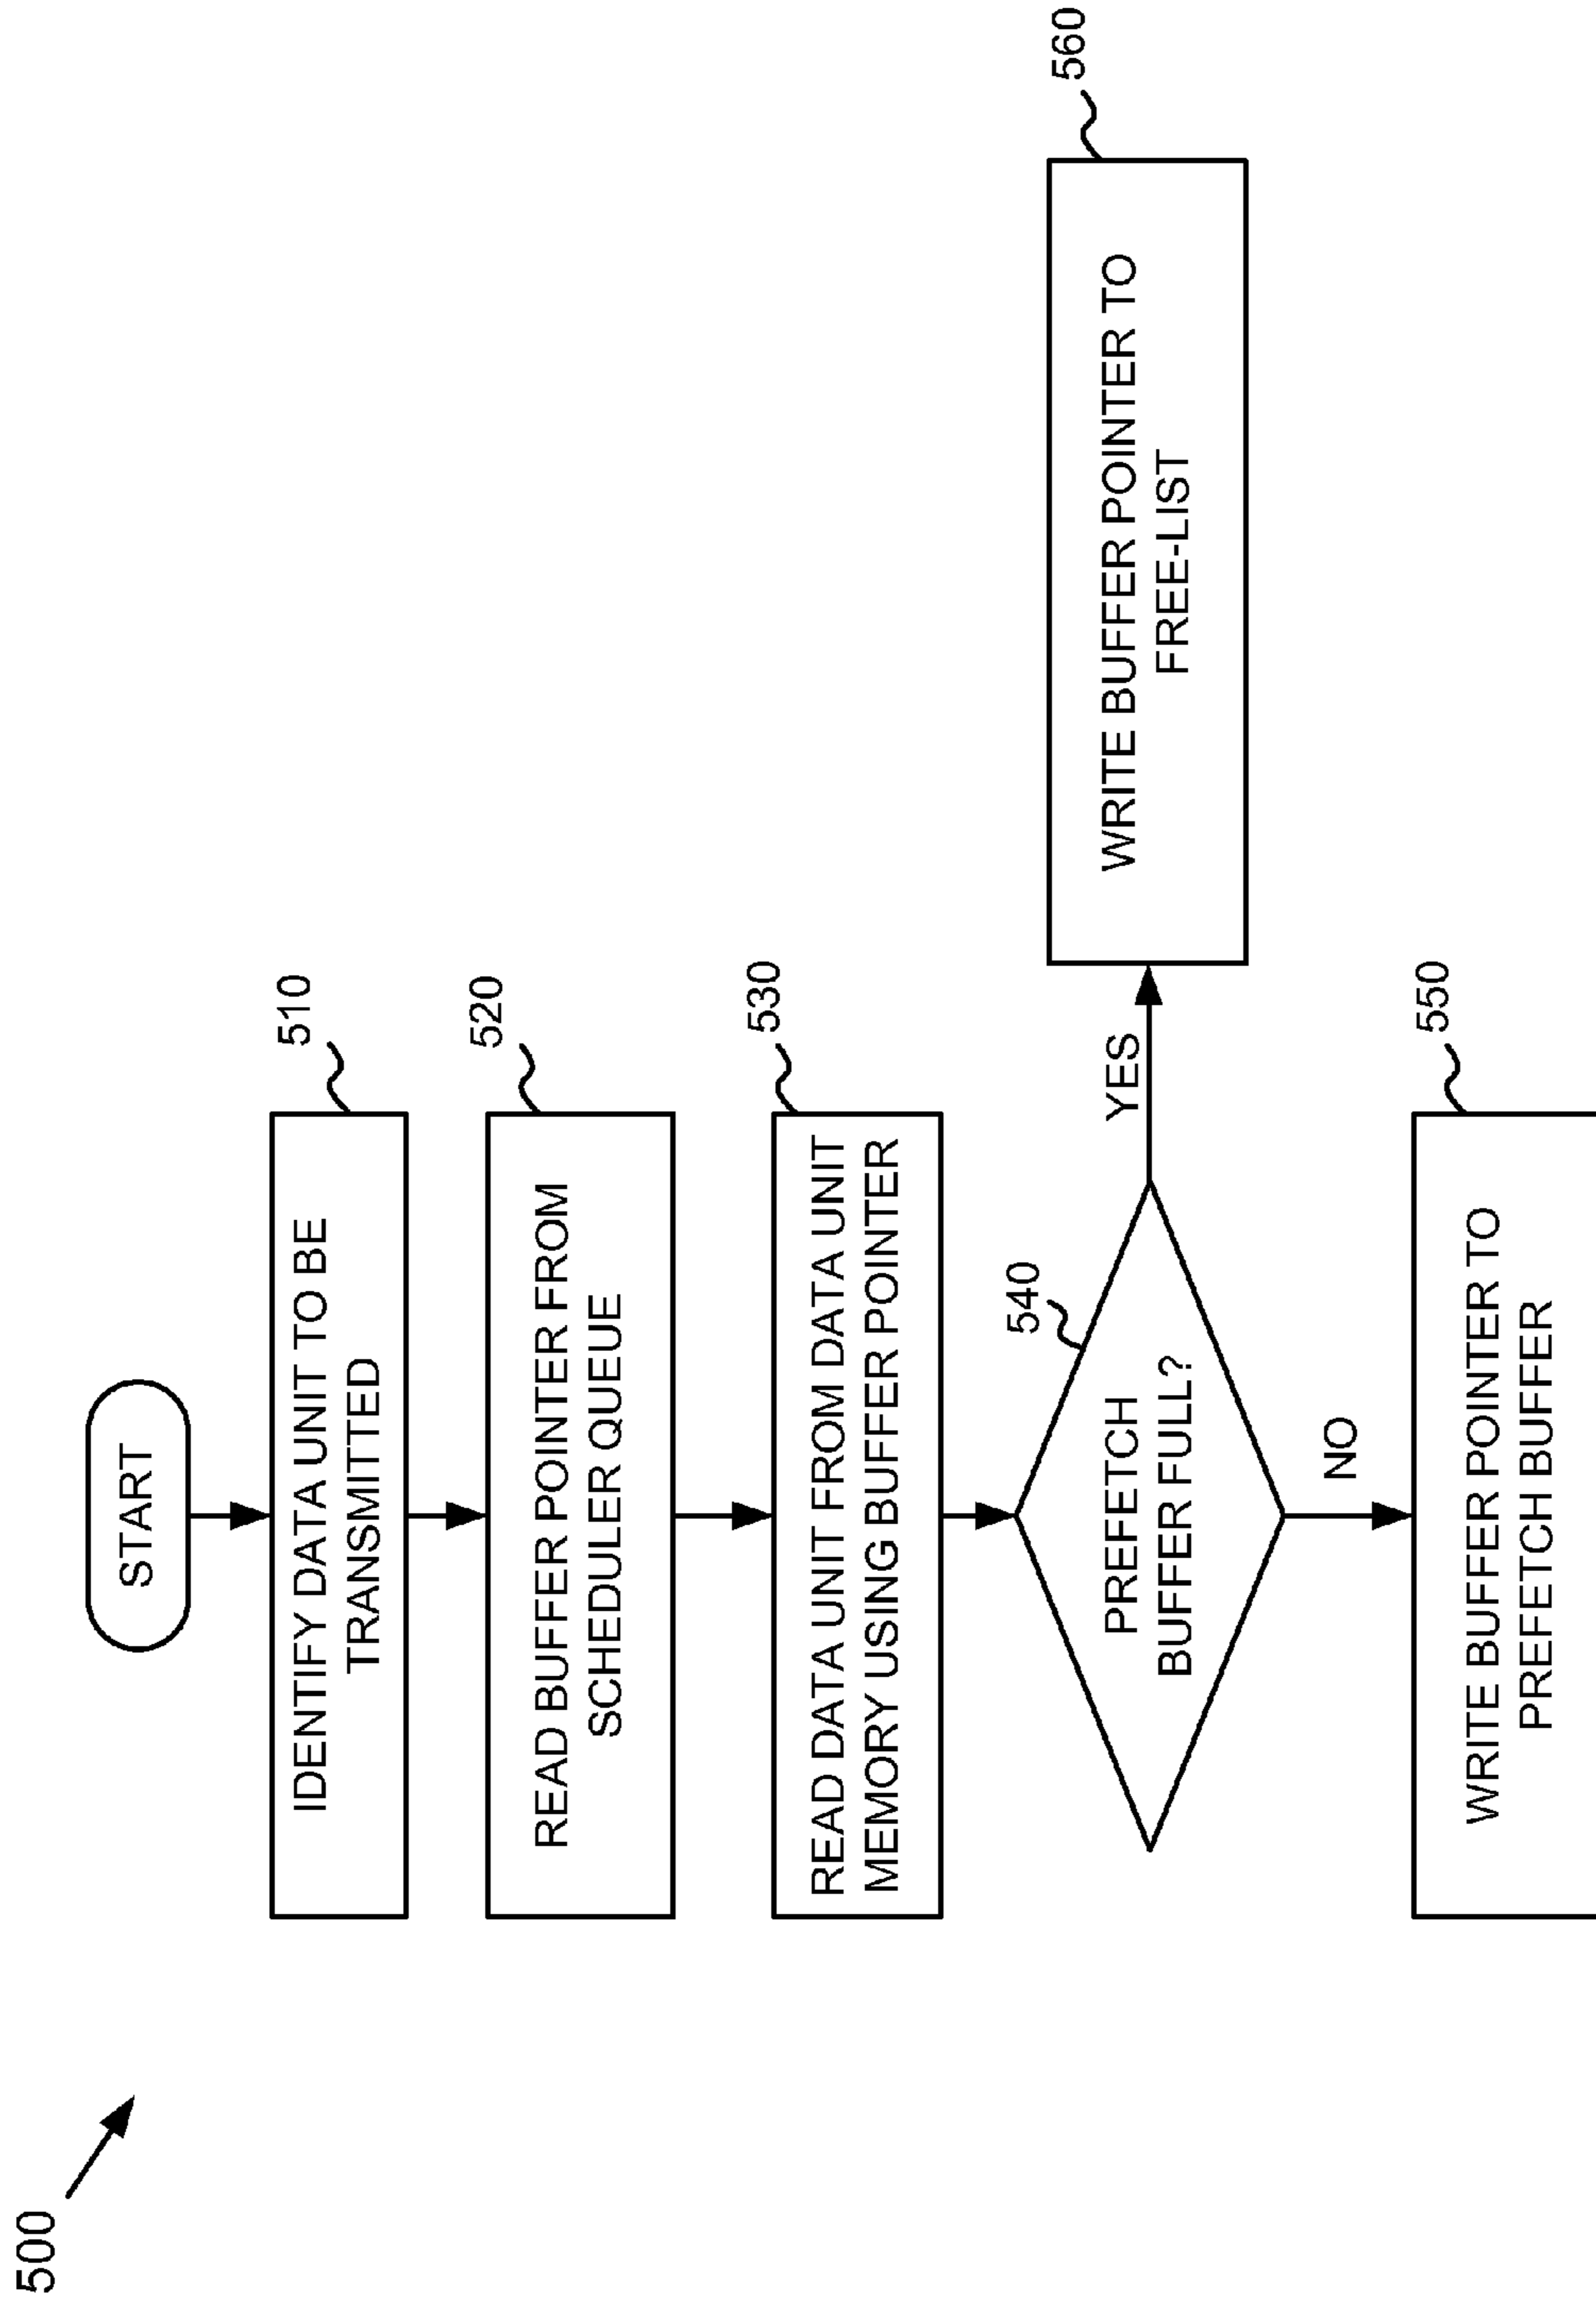 500
START
510
IDENTIFY DATA UNIT TO BE
TRANSMITTED
520
READ BUFFER POINTER FROM
SCHEDULER QUEUE
530
READ DATA UNIT FROM DATA UNIT
MEMORY USING BUFFER POINTER
540
PREFETCH
BUFFER FULL?
YES
560
WRITE BUFFER POINTER TO
FREE-LIST
NO
550
WRITE BUFFER POINTER TO
PREFETCH BUFFER